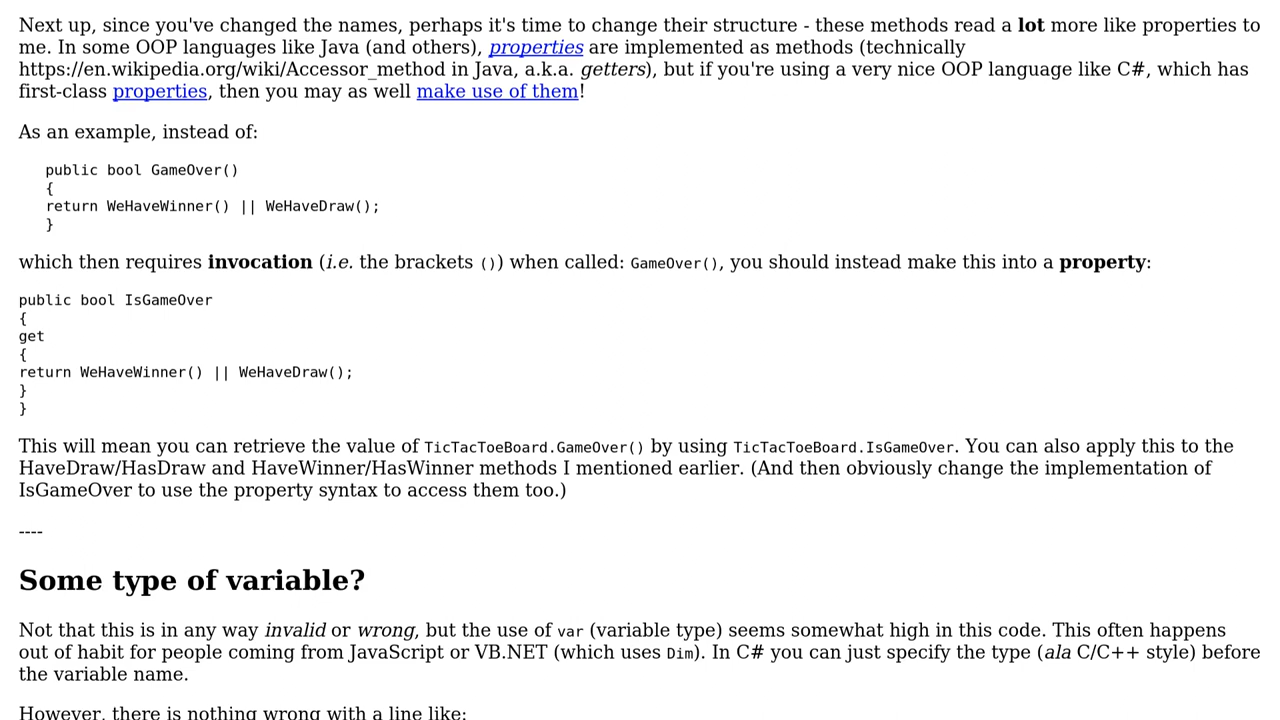 Next up, since you've changed the names, perhaps it's time to change their structure - these methods read a lot more like properties to
me. In some OOP languages like Java (and others), properties are implemented as methods (technically
https://en.wikipedia.org/wiki/Accessor_method in Java, a.k.a. getters), but if you're using a very nice OOP language like C#, which has
first-class properties, then you may as well make use of them!
As an example, instead of:
public bool GameOver()
{
return WeHaveWinner() || WeHaveDraw();
}
which then requires invocation (i.e. the brackets ()) when called: GameOver(), you should instead make this into a property:
public bool IsGameOver
{
get
{
return WeHaveWinner() || WeHaveDraw();
}
}
This will mean you can retrieve the value of TicTacToeBoard.GameOver() by using TicTacToeBoard.IsGameOver. You can also apply this to the
HaveDraw/HasDraw and HaveWinner/HasWinner methods I mentioned earlier. (And then obviously change the implementation of
IsGameOver to use the property syntax to access them too.)
----
Some type of variable?
Not that this is in any way invalid or wrong, but the use of var (variable type) seems somewhat high in this code. This often happens
out of habit for people coming from JavaScript or VB.NET (which uses Dim). In C# you can just specify the type (ala C/C++ style) before
the variable name.
However, there is nothing wrong with a line like: